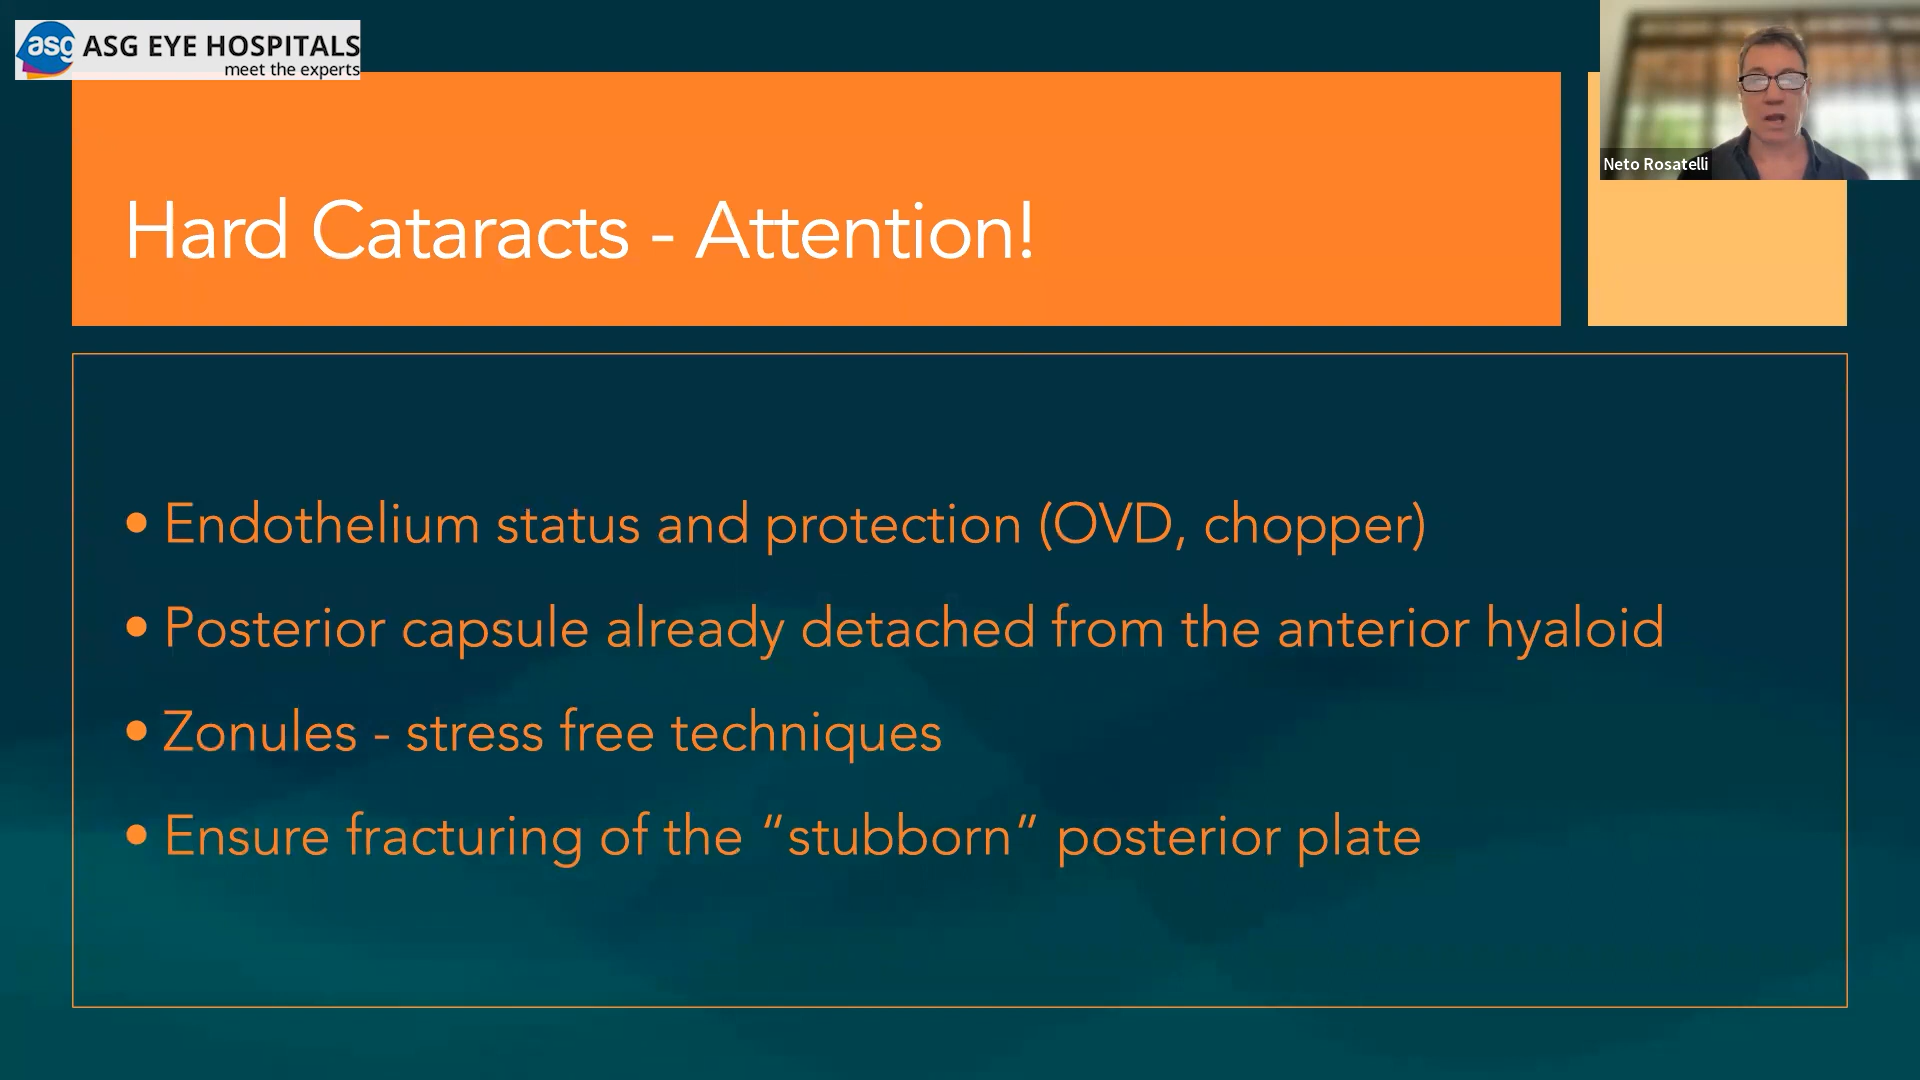 asg ASG EYE HOSPITALS
meet the experts
Neto Rosatelli
Hard Cataracts - Attention!
• Endothelium status and protection (OVD, chopper)
• Posterior capsule already detached from the anterior hyaloid
• Zonules - stress free techniques
• Ensure fracturing of the “stubborn” posterior plate